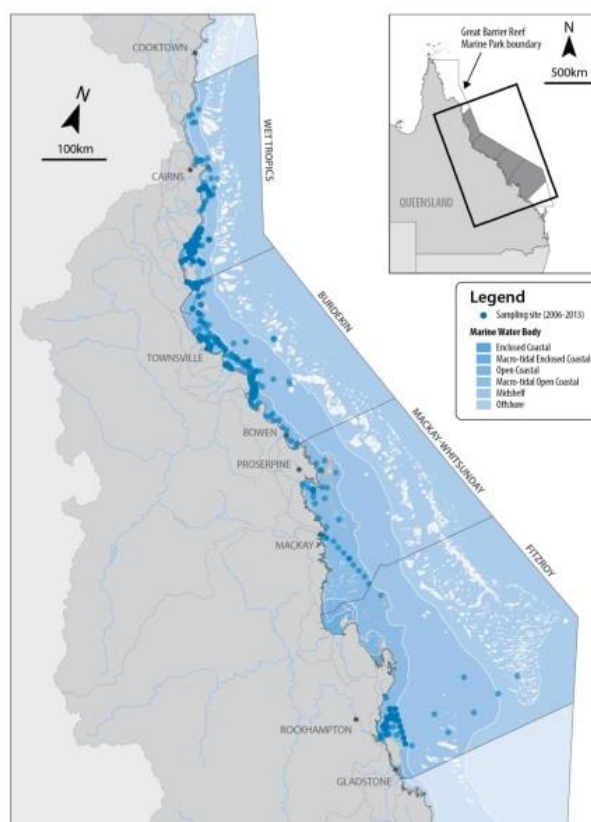 Great Barrier Reef
Marine Park boundary
N
500km
COOKTOWN
N
100km
WET TROPICS
CAIRNS
QUEENSLAND
BURDEKIN
Legend
Sampling site (2006-2013)
Marine Water Body
Enclosed Coastal
Macro-tidal Enclosed Coastal
Open Coastal
Macro-tidal Open Coastal
Midshelf
Offshore
TOWNSVILLE
MACKAY-WHITSUNDAY
BOWEN
PROSERPINE
FITZROY
MACKAY
ROCKHAMPTON
GLADSTONE